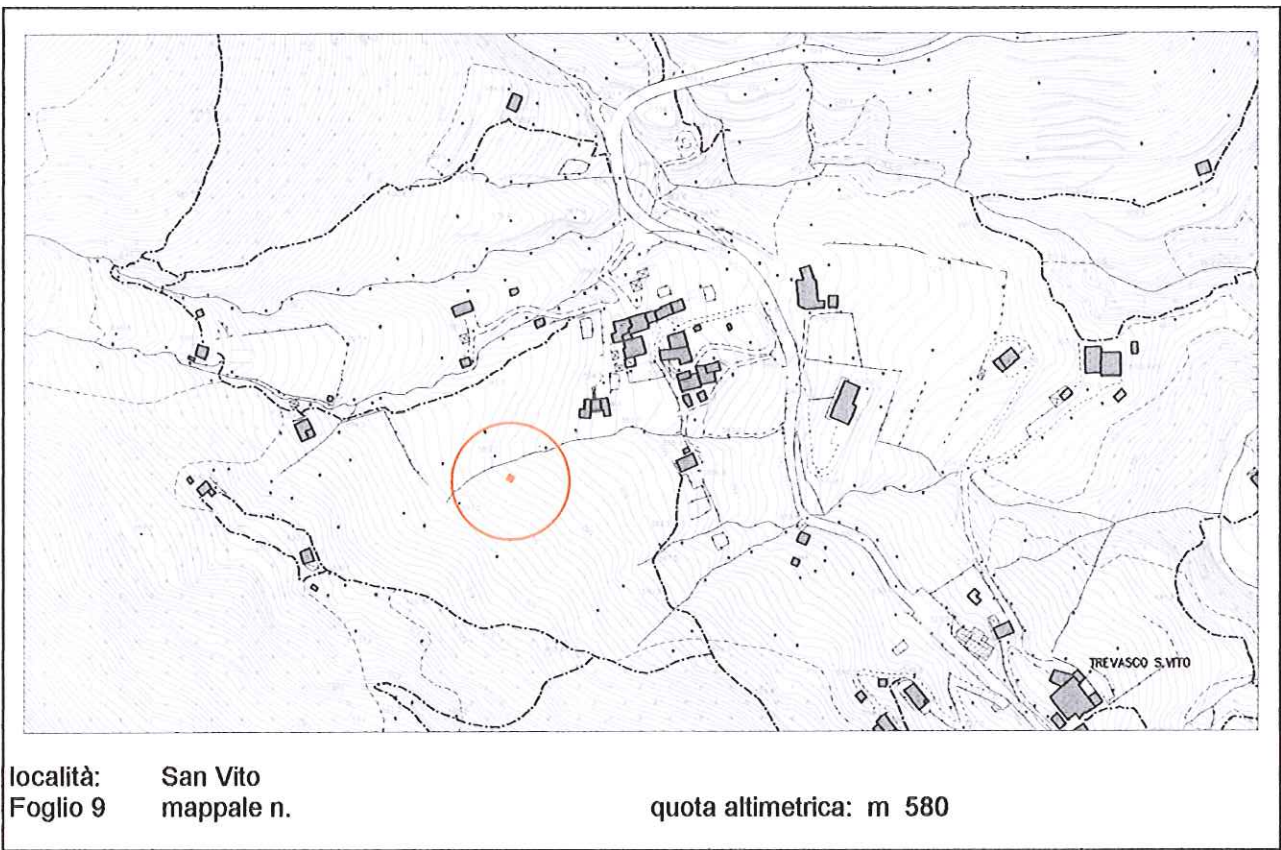 TREVASCO S.VITO
località: San Vito
Foglio 9 mappale n. quota altimetrica: m 580